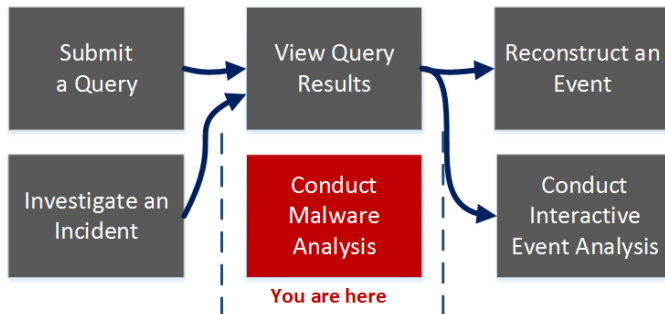 Submit
a Query
View Query
Results
Reconstruct an
Event
Investigate an
Incident
Conduct
Malware
Analysis
Conduct
Interactive
Event Analysis
You are here